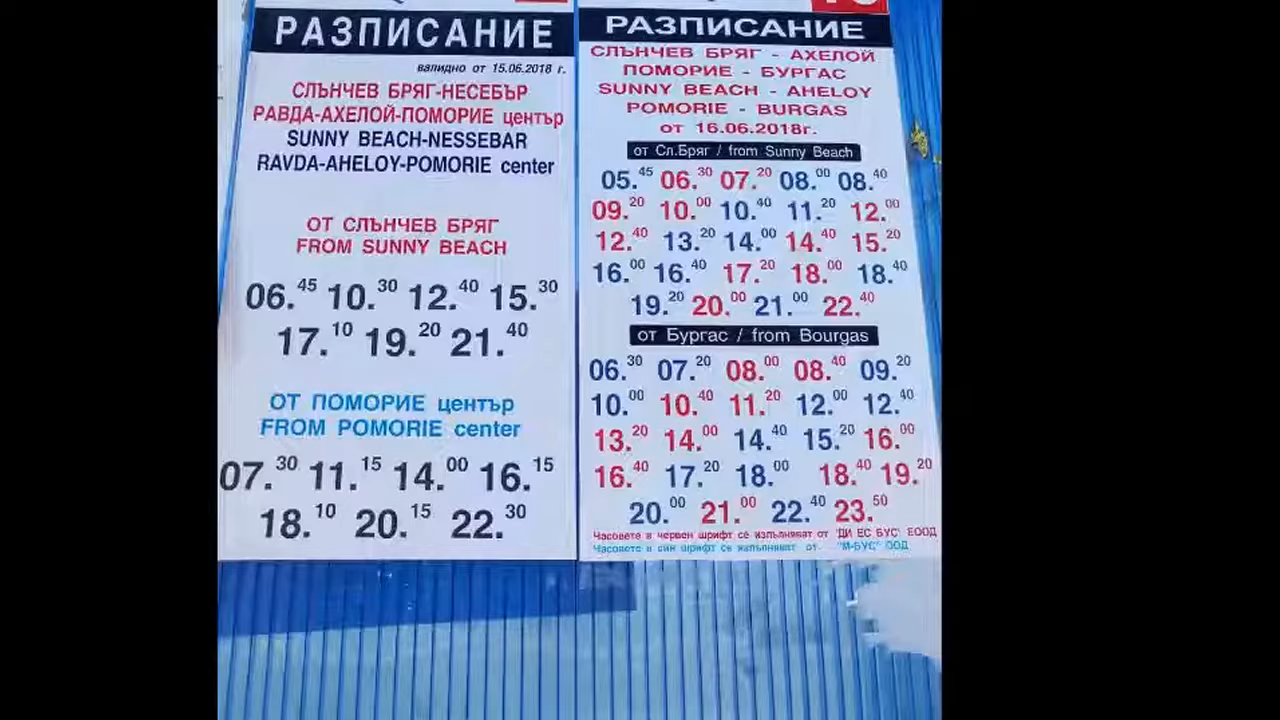 РАЗПИСАНИЕ
валидно от 15.06.2018 г.
СЛЪНЧЕВ БРЯГ-НЕСЕБЪР
РАВДА-АХЕЛОЙ-ПОМОРИЕ център
SUNNY BEACH-NESSEBAR
RAVDA-AHELOY-POMORIE center
ОТ СЛЪНЧЕВ БРЯГ
FROM SUNNY BEACH
06.45 10.30 12.40 15.30
17.10 19.20 21.40
ОТ ПОМОРИЕ център
FROM POMORIE center
07.30 11.15 14.00 16.15
18.10 20.15 22.30
РАЗПИСАНИЕ
СЛЪНЧЕВ БРЯГ - АХЕЛОЙ
ПОМОРИЕ - БУРГАС
SUNNY BEACH - AHELOY
POMORIE - BURGAS
от 16.06.2018г.
от Сл.Бряг / from Sunny Beach
05.45 06.30 07.20 08.00 08.40
09.20 10.00 10.40 11.20 12.00
12.40 13.20 14.00 14.40 15.20
16.00 16.40 17.20 18.00 18.40
19.20 20.00 21.00 22.40
от Бургас / from Bourgas
06.30 07.20 08.00 08.40 09.20
10.00 10.40 11.20 12.00 12.40
13.20 14.00 14.40 15.20 16.00
16.40 17.20 18.00 18.40 19.20
20.00 21.00 22.40 23.50
Часовете в червен шрифт се изпълняват от "ДИ ЕС БУС" ЕООД
Часовете в син шрифт се изпълняват от "М-БУС" ООД